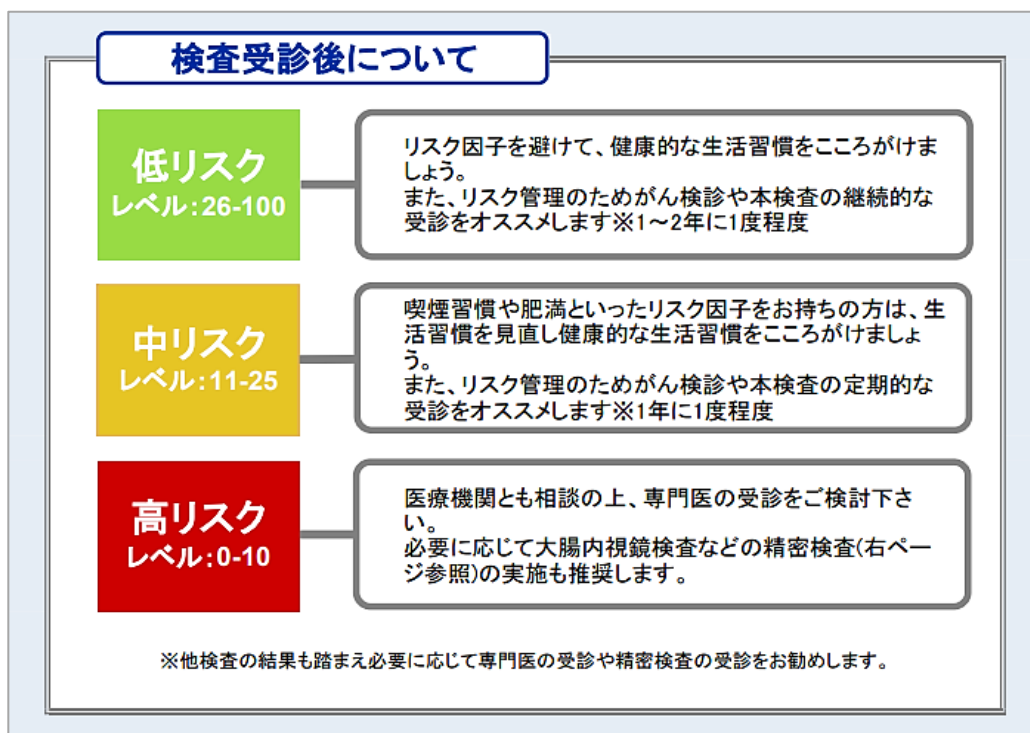 検査受診後について
低リスク
レベル:26-100
リスク因子を避けて、健康的な生活習慣をこころがけま
しょう。
また、リスク管理のためがん検診や本検査の継続的な
受診をオススメします※1～2年に1度程度
中リスク
レベル:11-25
喫煙習慣や肥満といったリスク因子をお持ちの方は、生
活習慣を見直し健康的な生活習慣をこころがけましょ
う。
また、リスク管理のためがん検診や本検査の定期的な
受診をオススメします※1年に1度程度
高リスク
レベル:0-10
医療機関とも相談の上、専門医の受診をご検討下さ
い。
必要に応じて大腸内視鏡検査などの精密検査(右ペー
ジ参照)の実施も推奨します。
※他検査の結果も踏まえ必要に応じて専門医の受診や精密検査の受診をお勧めします。